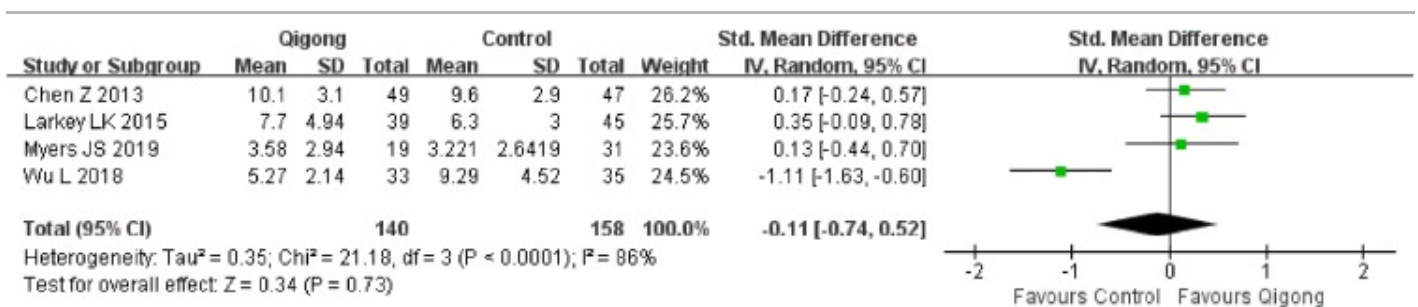 Qigong Control Std. Mean Difference Std. Mean Difference
Study or Subgroup Mean SD Total Mean SD Total Weight IV, Random, 95% CI IV, Random, 95% CI
Chen Z 2013 10.1 3.1 49 9.6 2.9 47 26.2% 0.17 [-0.24, 0.57]
Larkey LK 2015 7.7 4.94 39 6.3 3 45 25.7% 0.35 [-0.09, 0.78]
Myers JS 2019 3.58 2.94 19 3.221 2.6419 31 23.6% 0.13 [-0.44, 0.70]
Wu L 2018 5.27 2.14 33 9.29 4.52 35 24.5% -1.11 [-1.63, -0.60]
Total (95% CI) 140 158 100.0% -0.11 [-0.74, 0.52]
Heterogeneity: Tau² = 0.35; Chi² = 21.18, df = 3 (P < 0.0001); I² = 86%
Test for overall effect: Z = 0.34 (P = 0.73)
-2 -1 0 1 2
Favours Control Favours Qigong